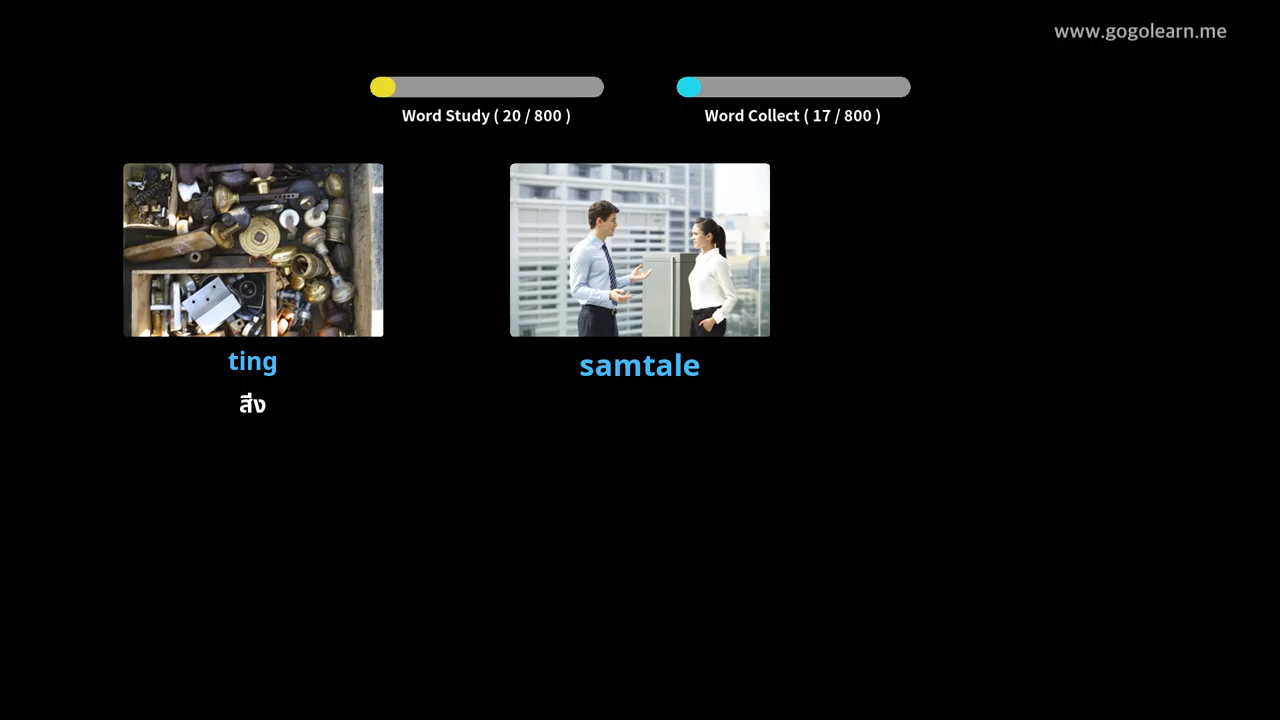 www.gogolearn.me
Word Study ( 20 / 800 )
Word Collect ( 17 / 800 )
ting
samtale
สิ่ง